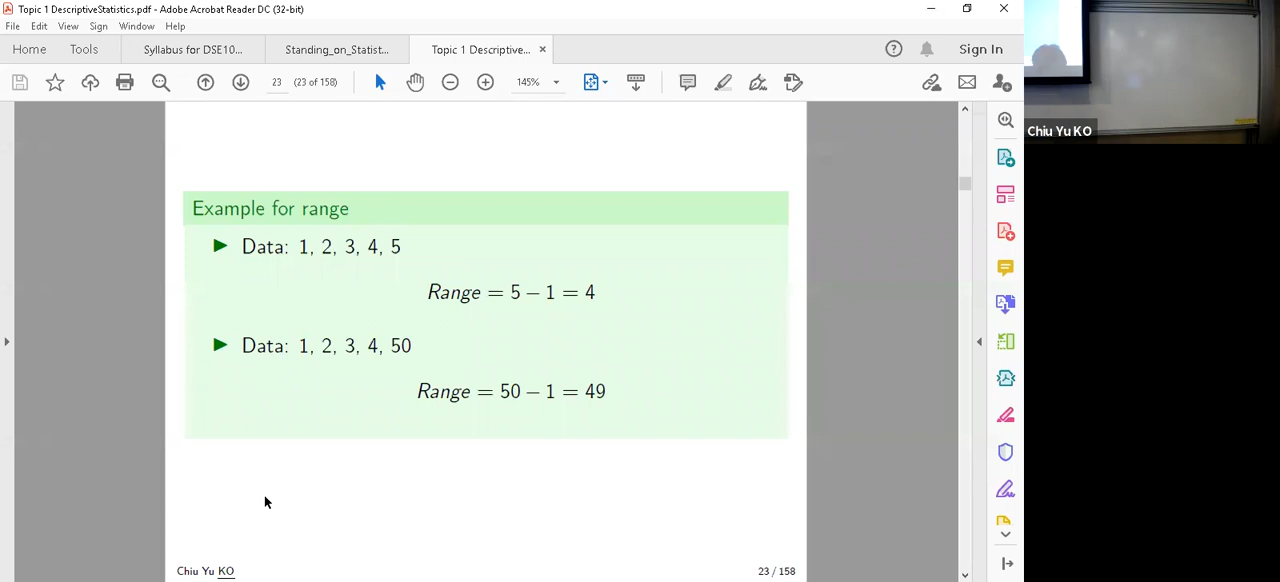 Topic 1 DescriptiveStatistics.pdf - Adobe Acrobat Reader DC (32-bit)
File Edit View Sign Window Help
Home Tools Syllabus for DSE10... Standing_on_Statist... Topic 1 Descriptive... × Sign In
23 (23 of 158) 145%
Chiu Yu KO
Example for range
▶ Data: 1, 2, 3, 4, 5
Range = 5 − 1 = 4
▶ Data: 1, 2, 3, 4, 50
Range = 50 − 1 = 49
Chiu Yu KO 23 / 158